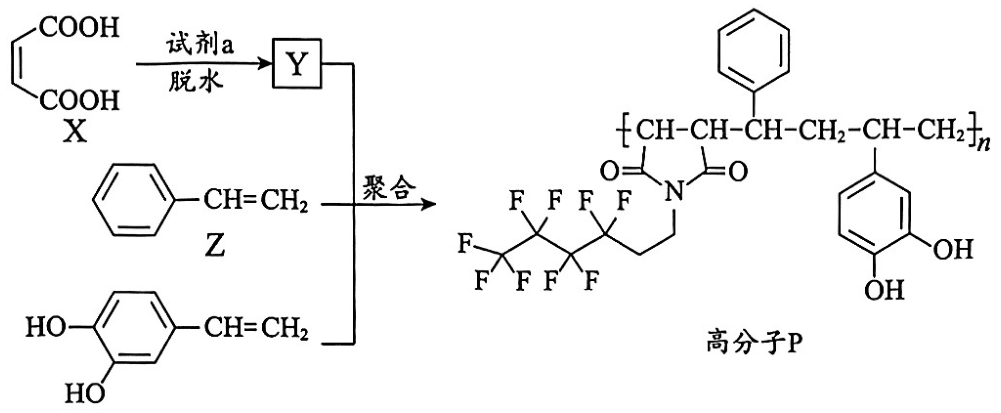 COOH
COOH
X
试剂a
脱水
Y
CH=CH₂
Z
聚合
HO
HO
CH=CH₂
[CH-CH-CH-CH₂-CH-CH₂]ₙ
O N O
F F F F
F
F F F F
OH
OH
高分子P